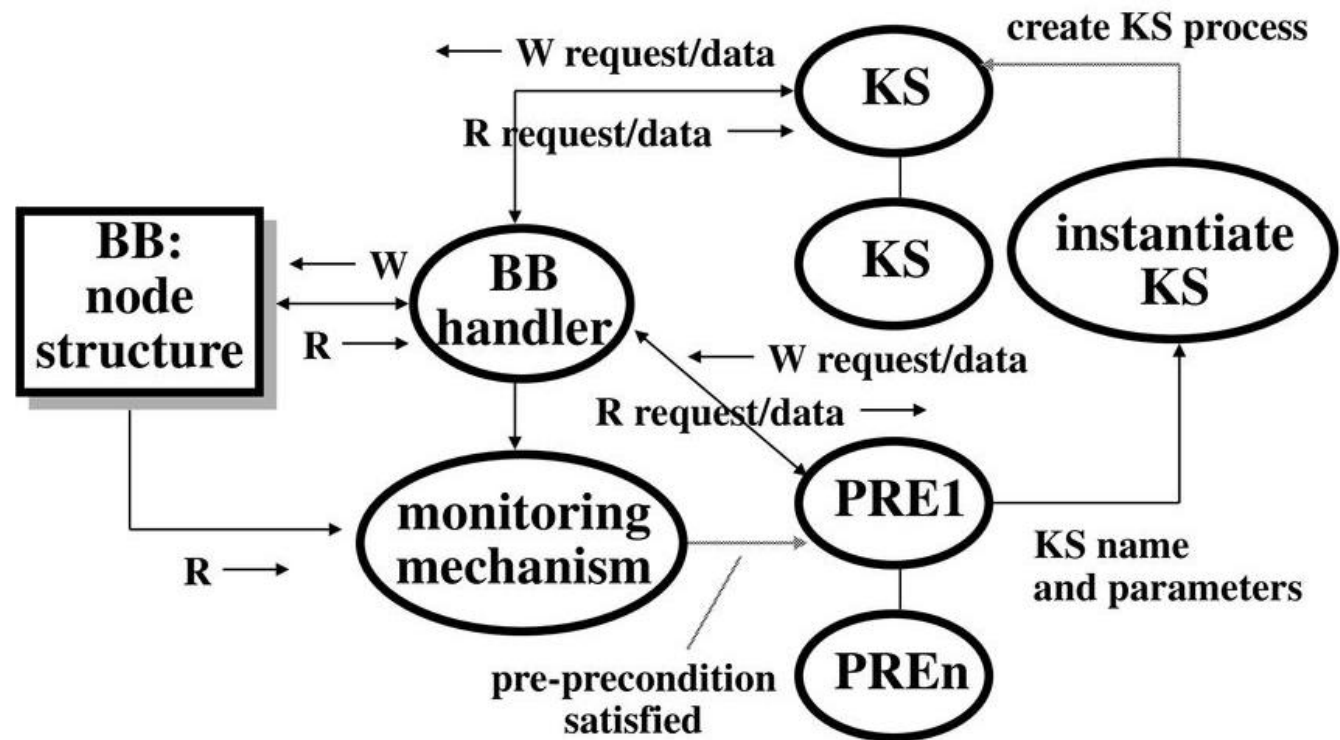 create KS process
W request/data
KS
R request/data
BB:
node
structure
W
R
BB
handler
KS
instantiate
KS
W request/data
R request/data
monitoring
mechanism
PRE1
R
KS name
and parameters
pre-precondition
satisfied
PREn